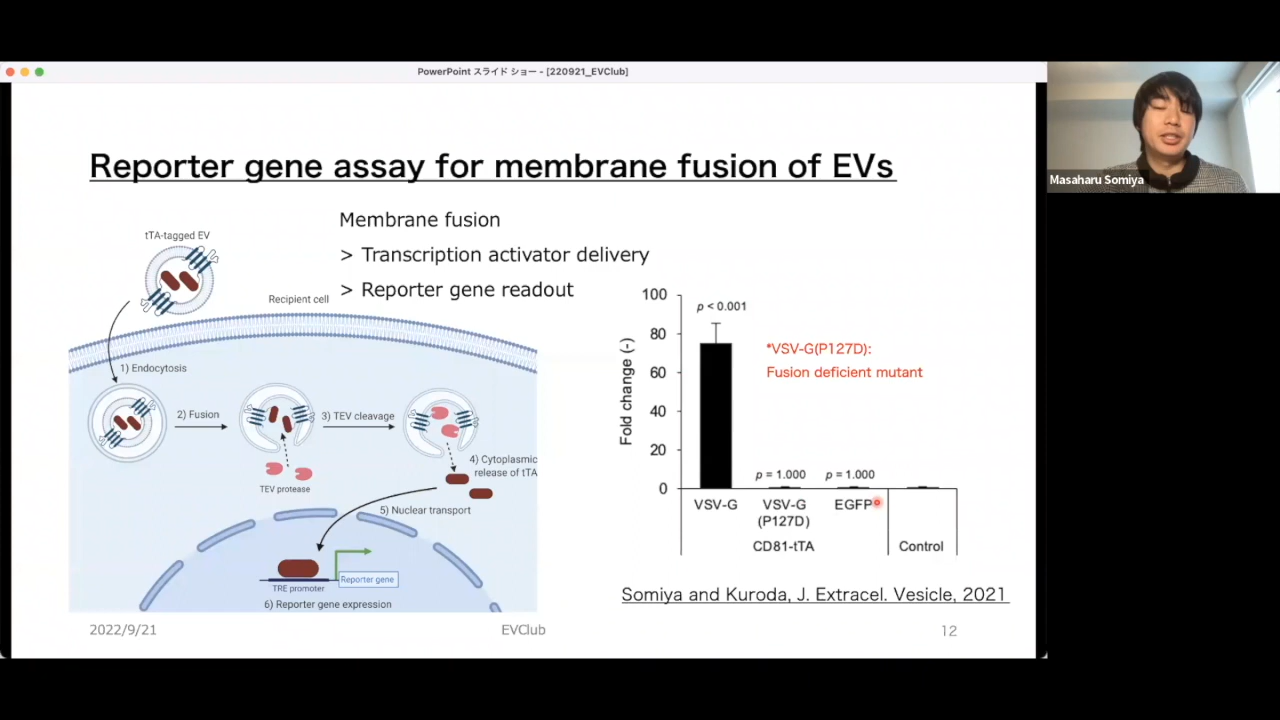 PowerPoint スライド ショー - [220921_EVClub]
Masaharu Somiya
Reporter gene assay for membrane fusion of EVs
Membrane fusion
> Transcription activator delivery
> Reporter gene readout
tTA-tagged EV
Recipient cell
1) Endocytosis
2) Fusion
3) TEV cleavage
4) Cytoplasmic
release of tTA
TEV protease
5) Nuclear transport
TRE promoter
Reporter gene
6) Reporter gene expression
Fold change (-)
100
80
60
40
20
0
p < 0.001
*VSV-G(P127D):
Fusion deficient mutant
p = 1.000
p = 1.000
VSV-G
VSV-G
(P127D)
EGFP
CD81-tTA
Control
Somiya and Kuroda, J. Extracel. Vesicle, 2021
2022/9/21
EVClub
12